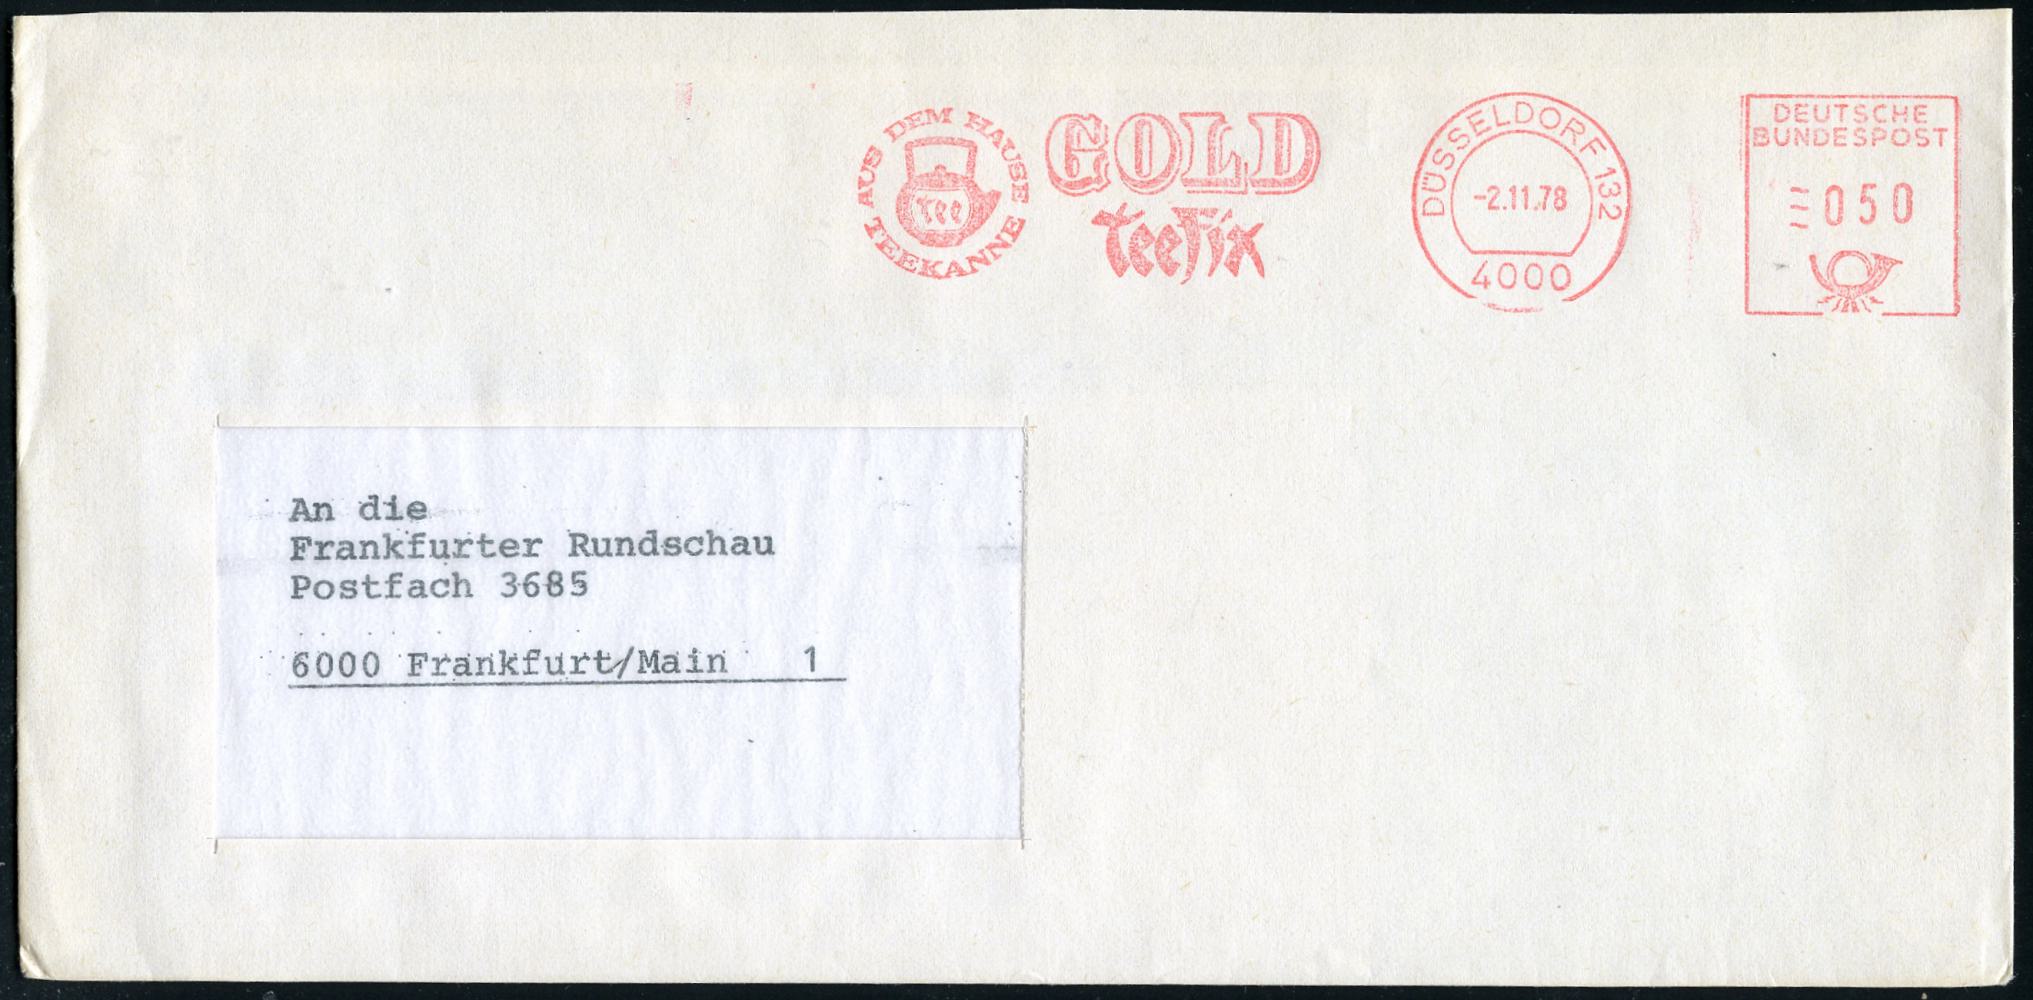 AUS DEM HAUSE
TEEKANNE
Tee
GOLD
TeeFix
DÜSSELDORF 132
-2.11.78
4000
DEUTSCHE
BUNDESPOST
050
An die
Frankfurter Rundschau
Postfach 3685
6000 Frankfurt/Main 1